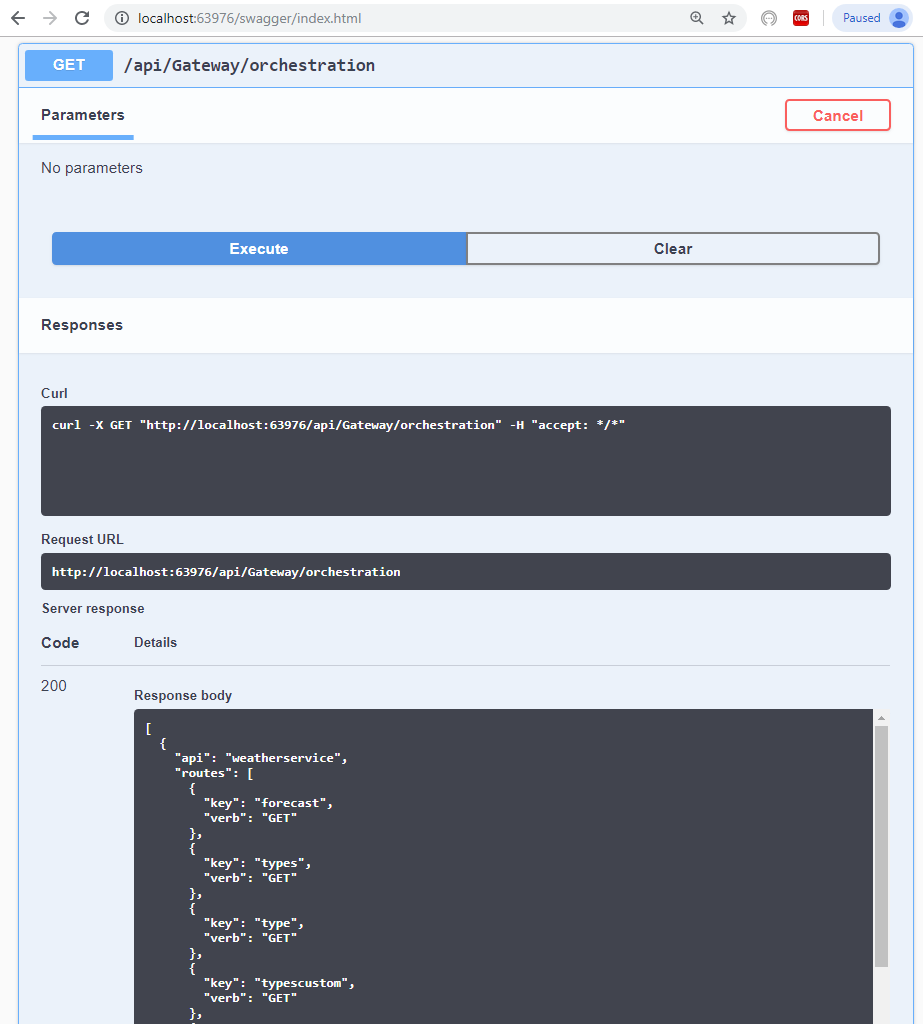 localhost:63976/swagger/index.html
CORS
Paused
GET /api/Gateway/orchestration
Parameters
Cancel
No parameters
Execute
Clear
Responses
Curl
curl -X GET "http://localhost:63976/api/Gateway/orchestration" -H "accept: */*"
Request URL
http://localhost:63976/api/Gateway/orchestration
Server response
Code Details
200
Response body
[
  {
    "api": "weatherservice",
    "routes": [
      {
        "key": "forecast",
        "verb": "GET"
      },
      {
        "key": "types",
        "verb": "GET"
      },
      {
        "key": "type",
        "verb": "GET"
      },
      {
        "key": "typescustom",
        "verb": "GET"
      },